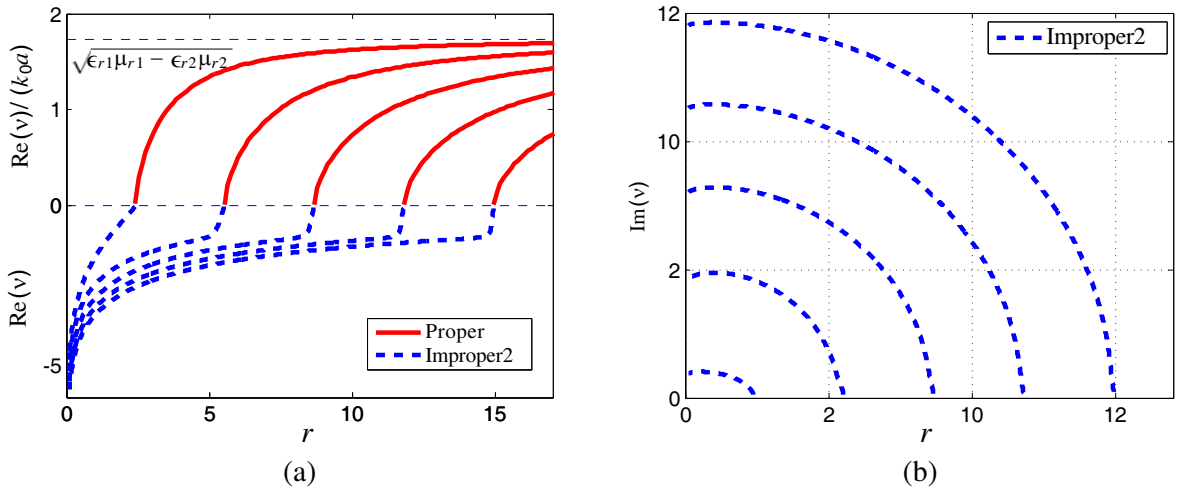 2
√ϵr1μr1 − ϵr2μr2
1
0
-5
Re(ν)/(k0a)
Re(ν)
Proper
Improper2
0
5
10
15
r
(a)
12
10
2
0
Im(ν)
Improper2
0
2
10
12
r
(b)